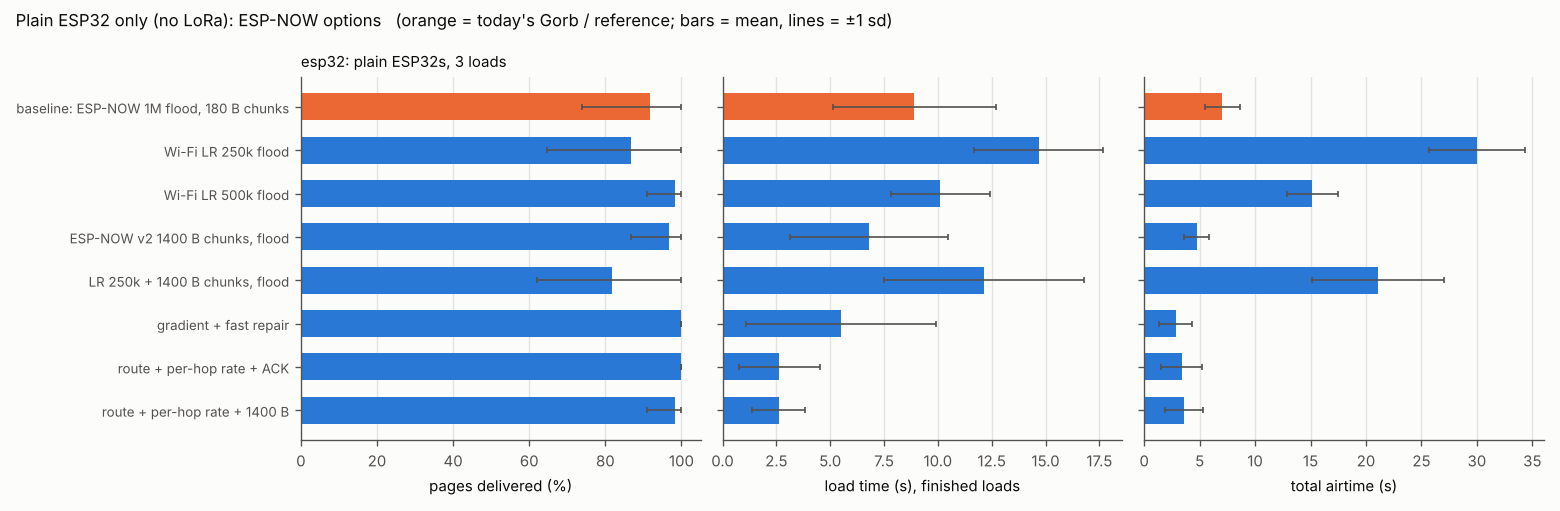 Plain ESP32 only (no LoRa): ESP-NOW options   (orange = today's Gorb / reference; bars = mean, lines = ±1 sd)
esp32: plain ESP32s, 3 loads
baseline: ESP-NOW 1M flood, 180 B chunks
Wi-Fi LR 250k flood
Wi-Fi LR 500k flood
ESP-NOW v2 1400 B chunks, flood
LR 250k + 1400 B chunks, flood
gradient + fast repair
route + per-hop rate + ACK
route + per-hop rate + 1400 B
0 20 40 60 80 100
pages delivered (%)
0.0 2.5 5.0 7.5 10.0 12.5 15.0 17.5
load time (s), finished loads
0 5 10 15 20 25 30 35
total airtime (s)